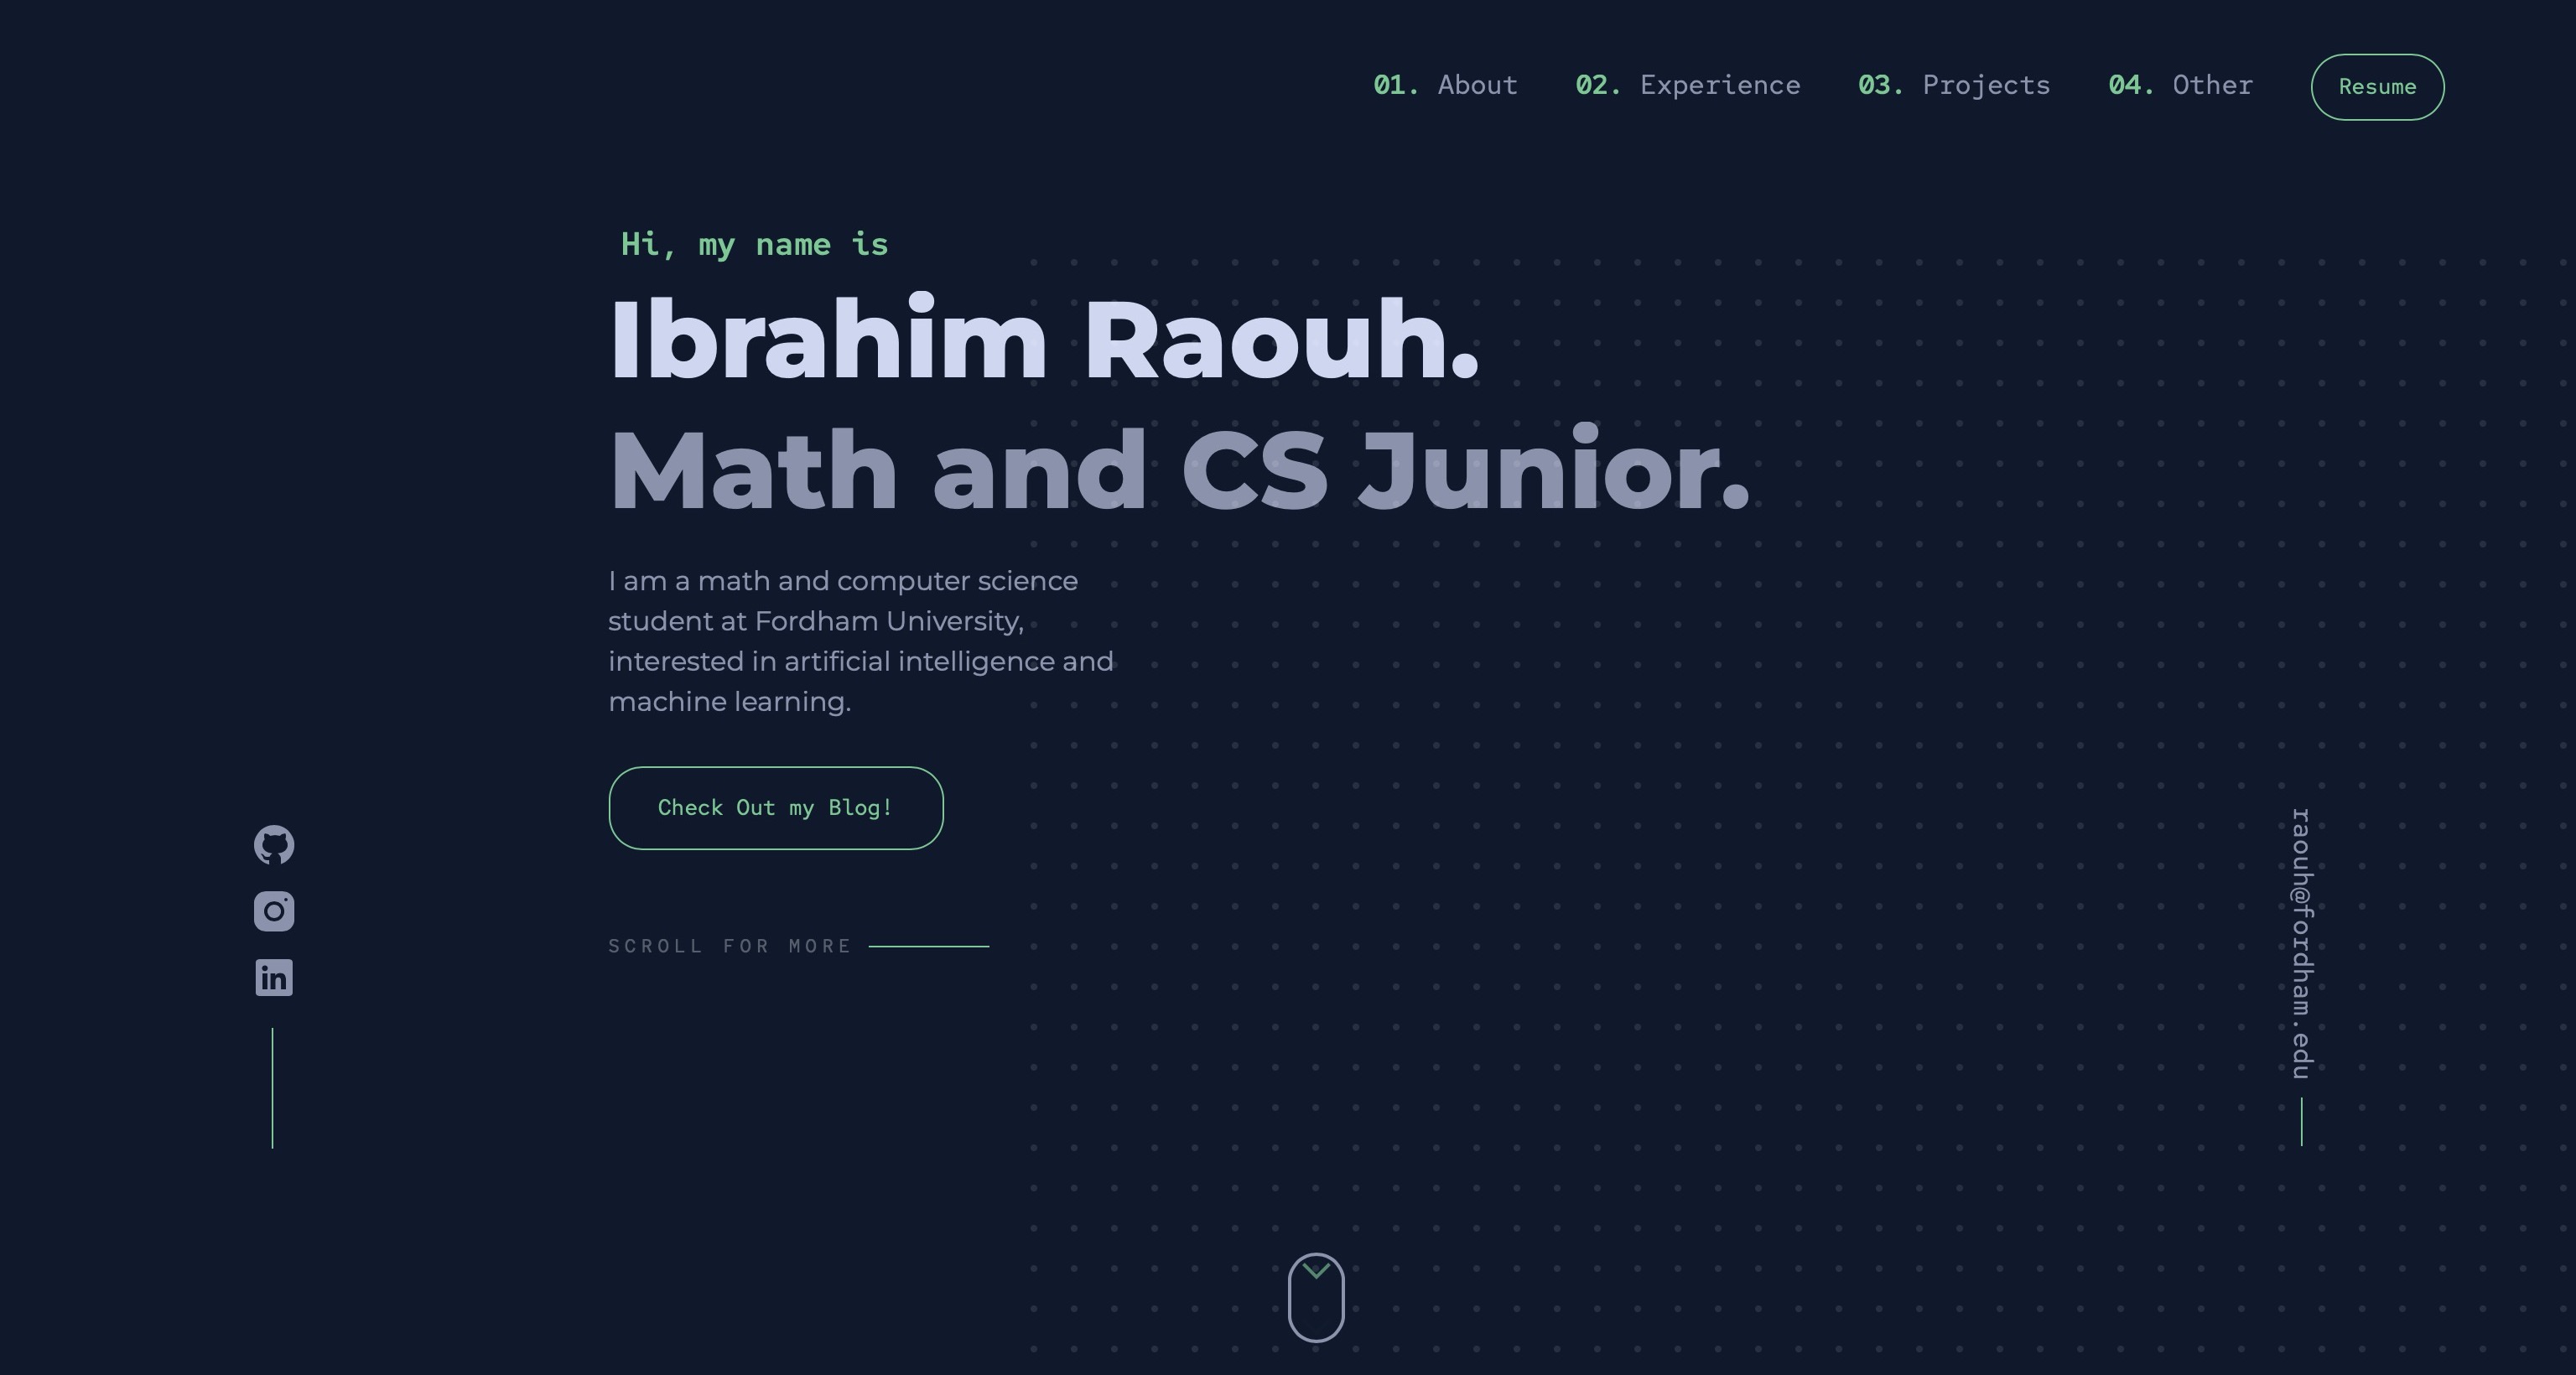 01. About 02. Experience 03. Projects 04. Other Resume
Hi, my name is
Ibrahim Raouh.
Math and CS Junior.
I am a math and computer science
student at Fordham University,
interested in artificial intelligence and
machine learning.
Check Out my Blog!
in
SCROLL FOR MORE
raouh@fordham.edu